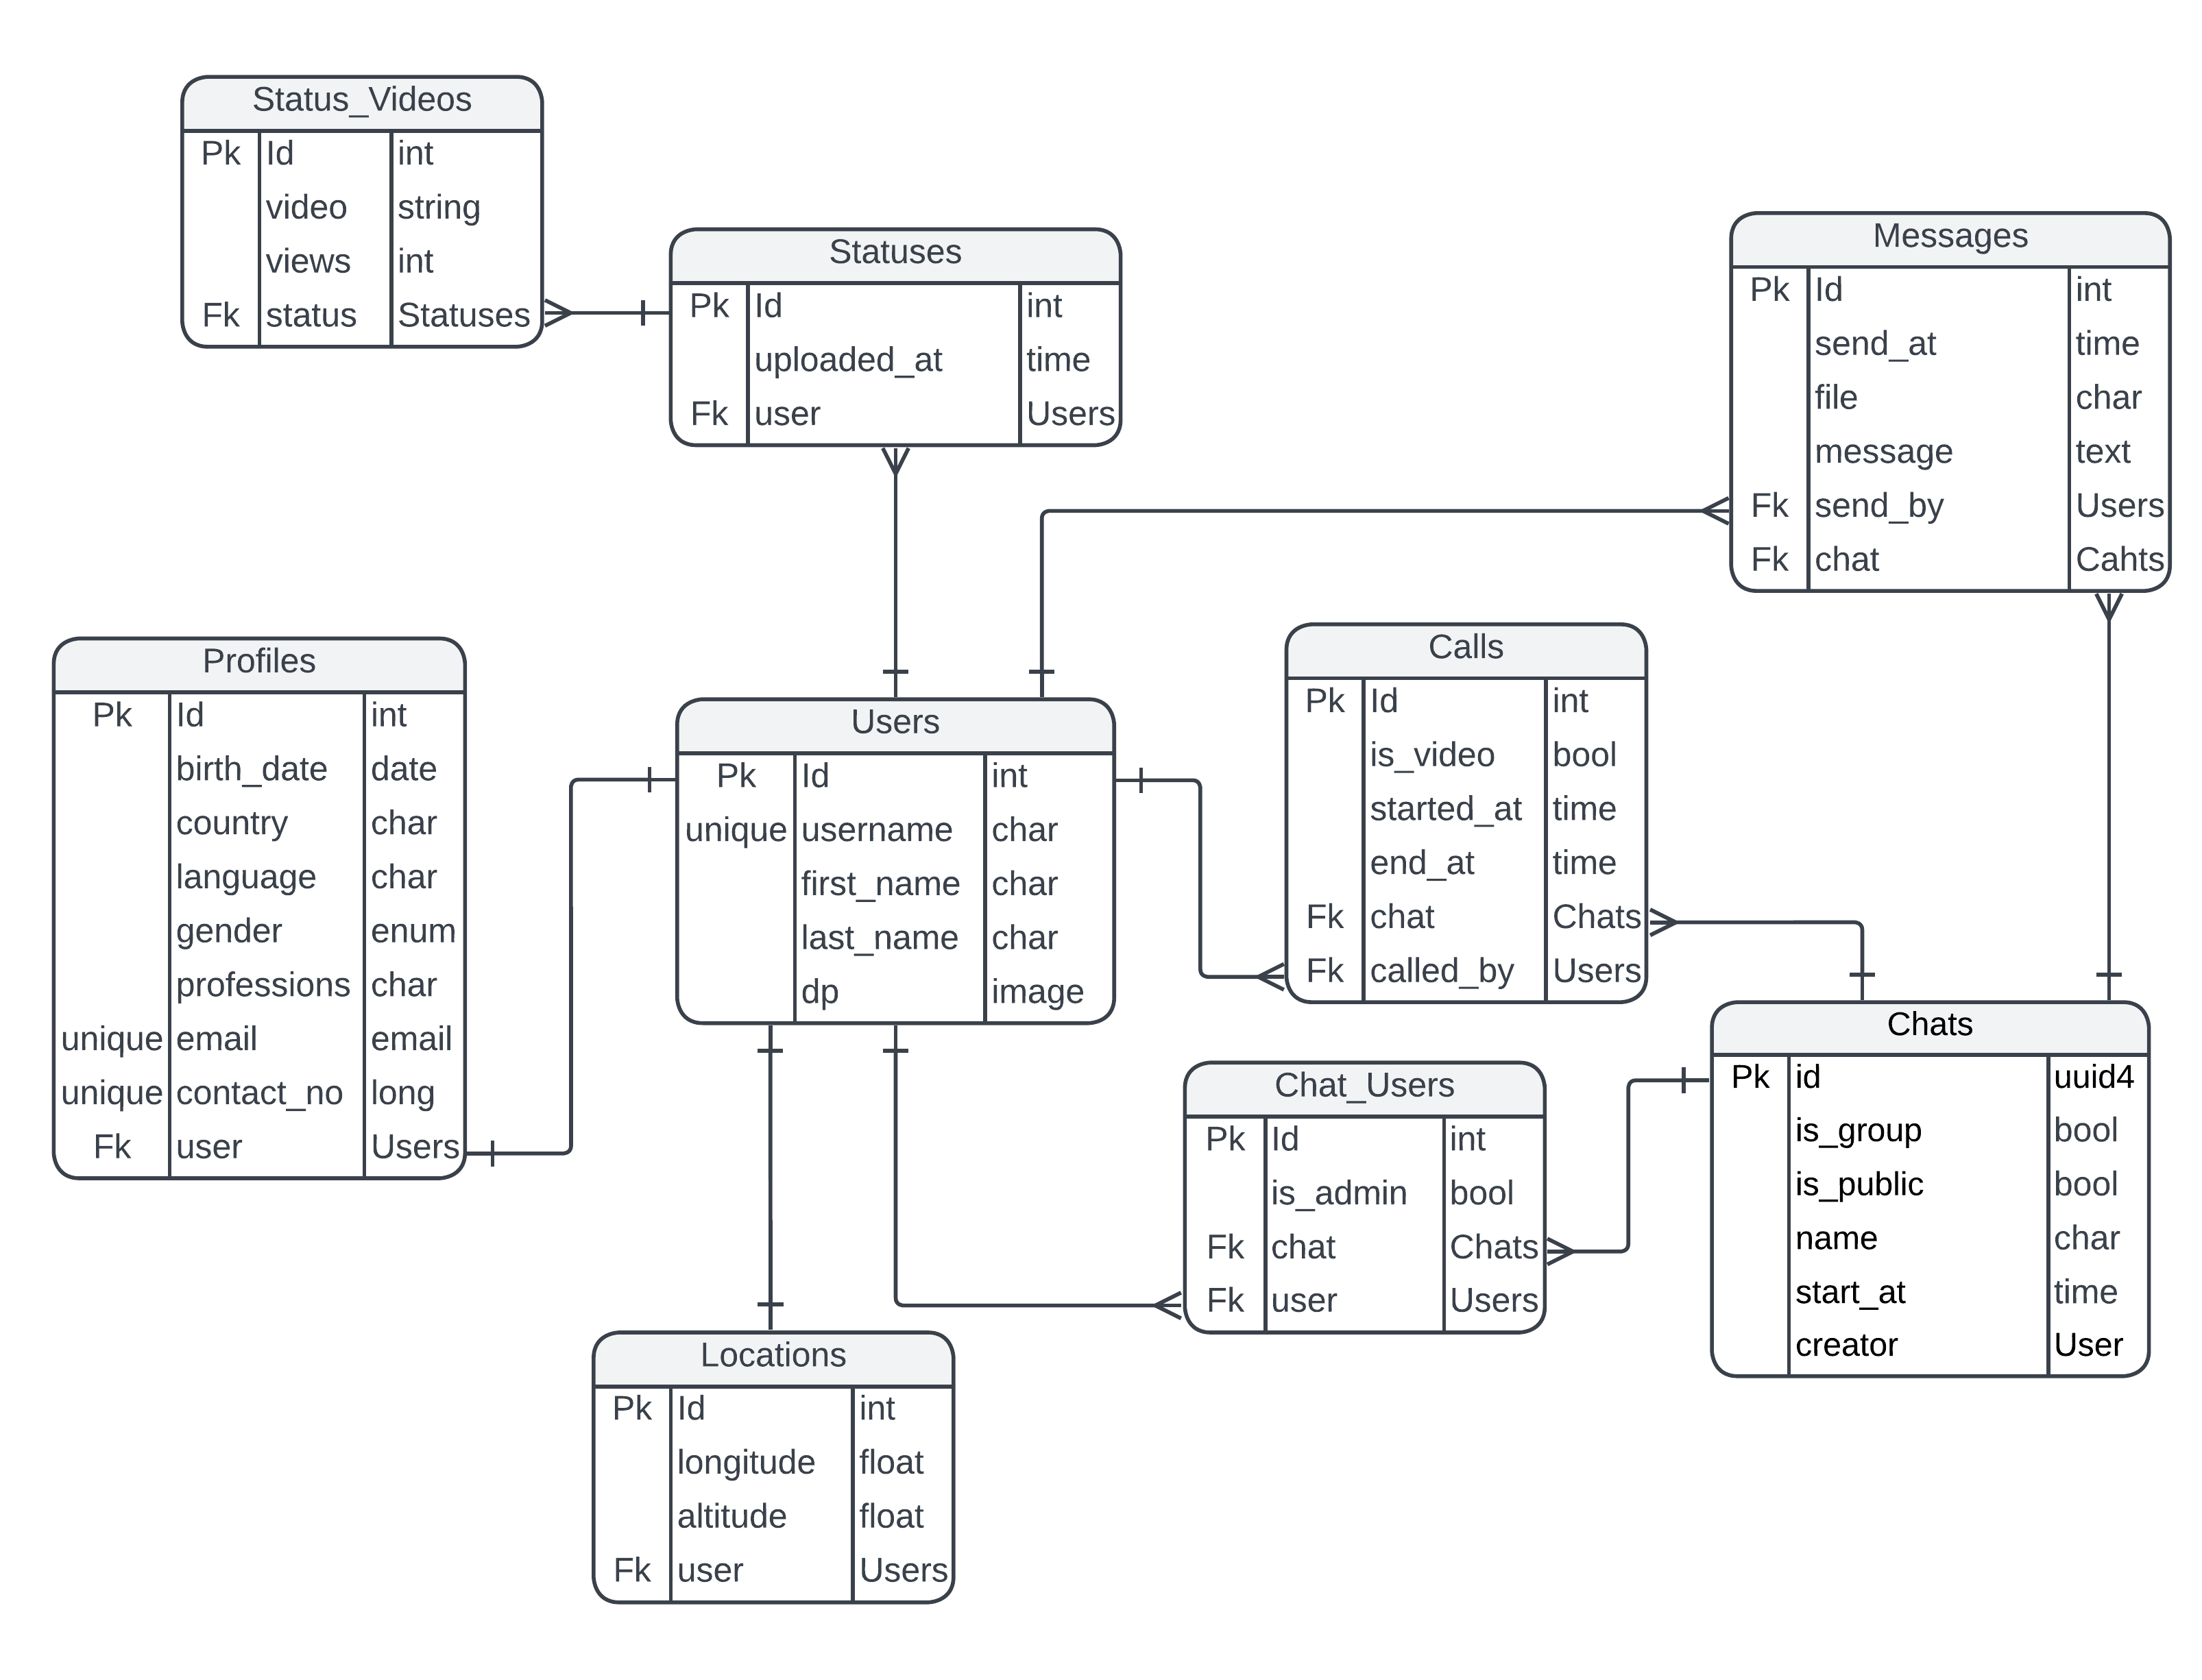 Status_Videos
Pk Id int
video string
views int
Fk status Statuses
Statuses
Pk Id int
uploaded_at time
Fk user Users
Messages
Pk Id int
send_at time
file char
message text
Fk send_by Users
Fk chat Cahts
Profiles
Pk Id int
birth_date date
country char
language char
gender enum
professions char
unique email email
unique contact_no long
Fk user Users
Users
Pk Id int
unique username char
first_name char
last_name char
dp image
Calls
Pk Id int
is_video bool
started_at time
end_at time
Fk chat Chats
Fk called_by Users
Chats
Pk id uuid4
is_group bool
is_public bool
name char
start_at time
creator User
Chat_Users
Pk Id int
is_admin bool
Fk chat Chats
Fk user Users
Locations
Pk Id int
longitude float
altitude float
Fk user Users